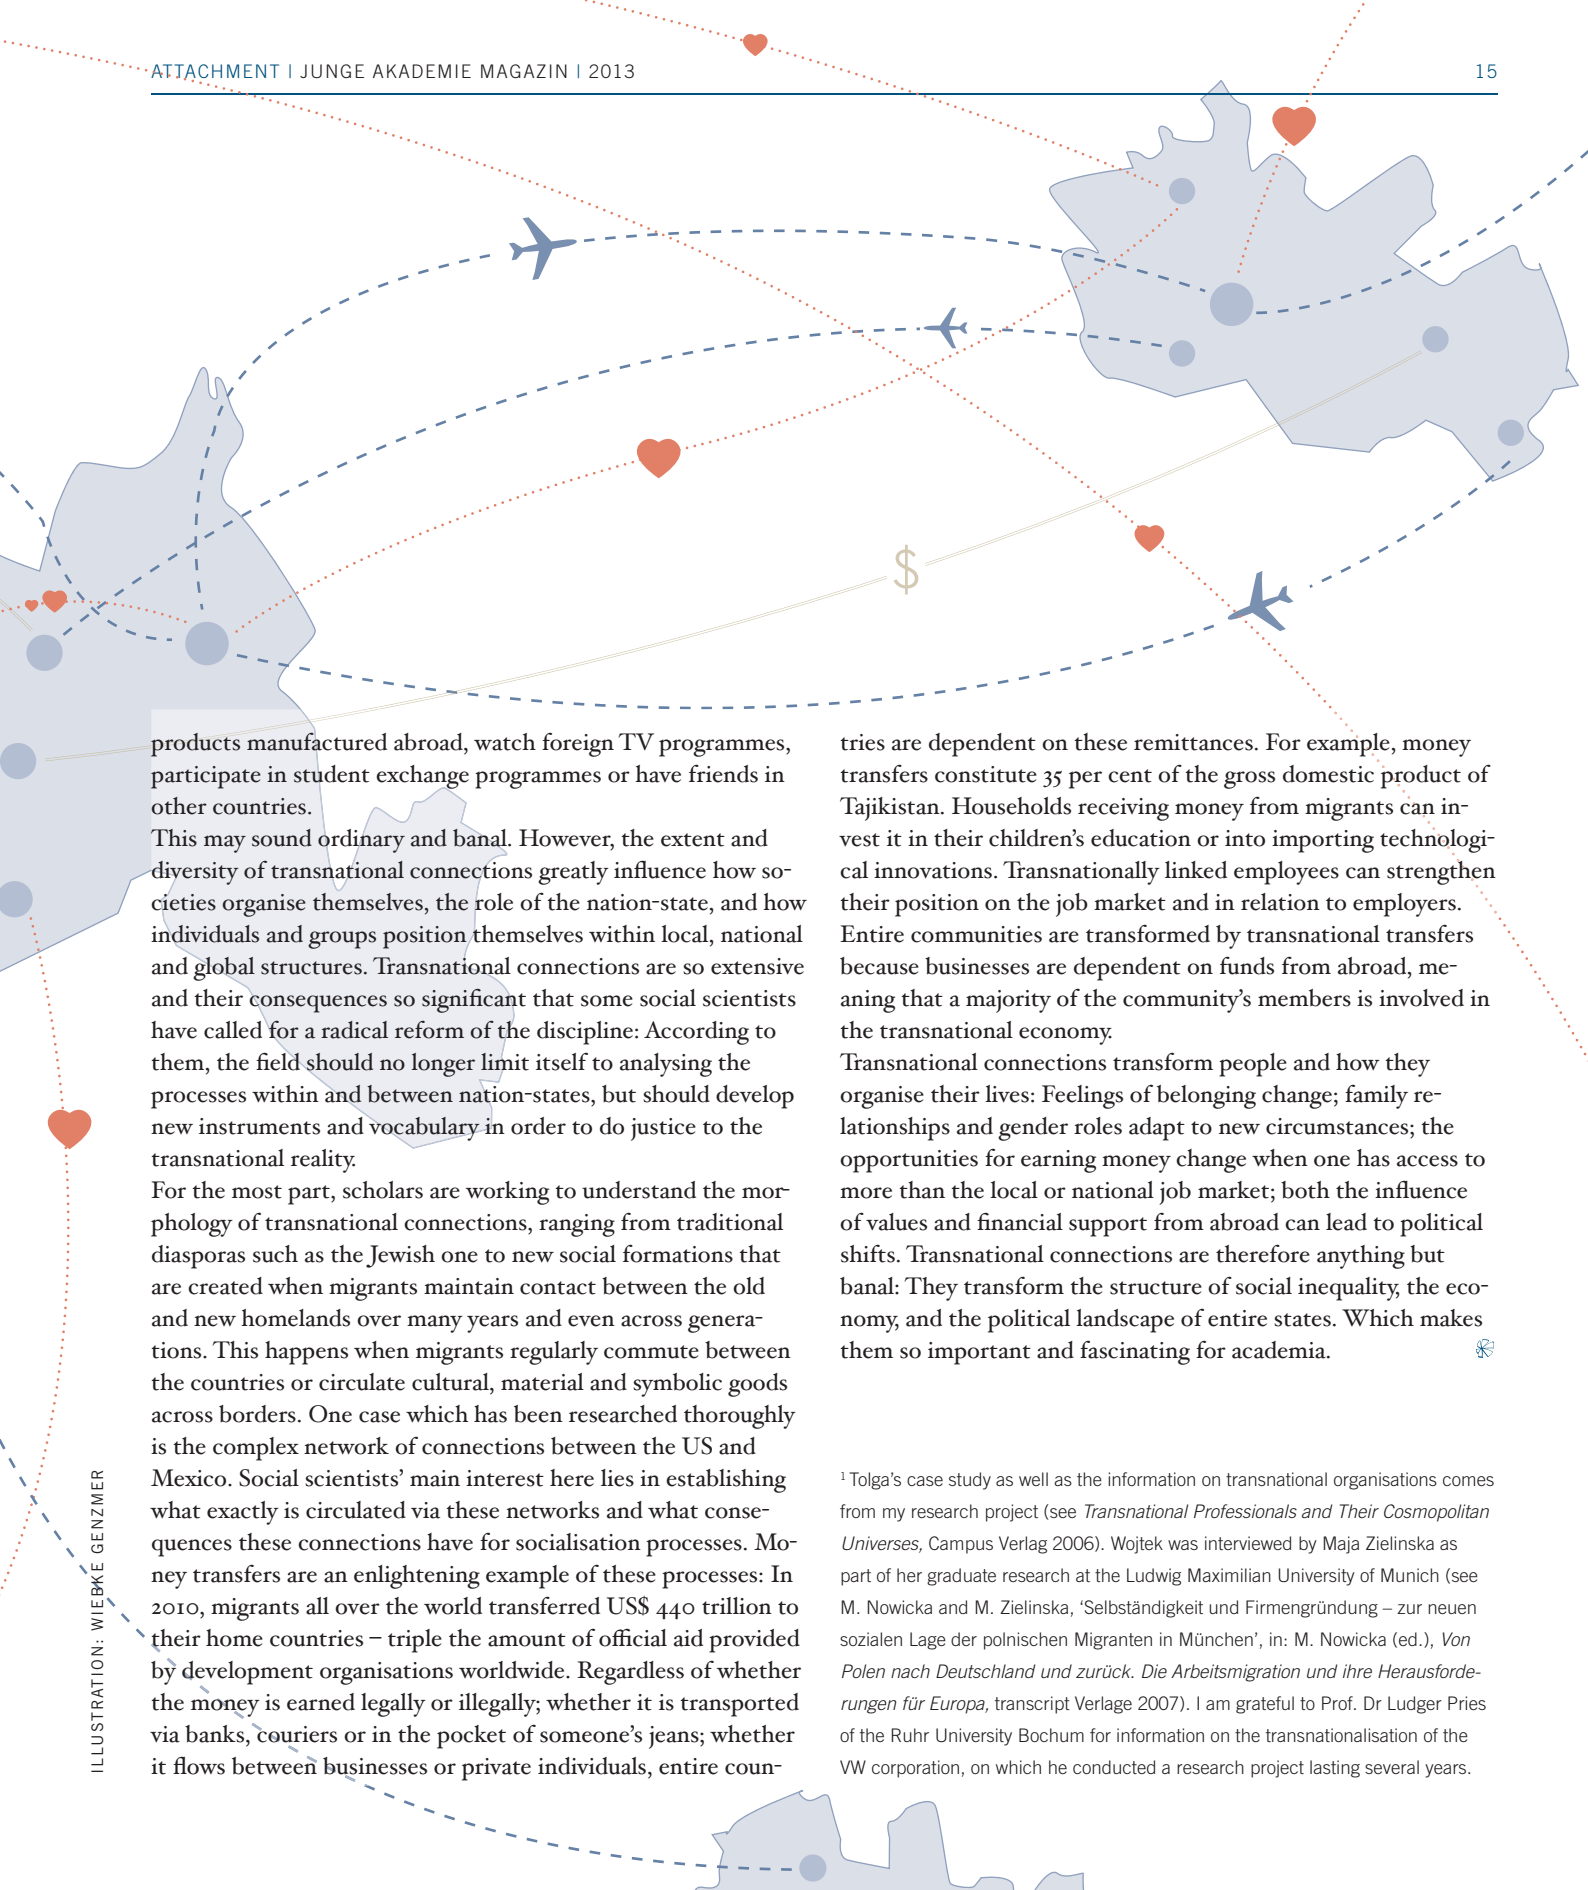 ATTACHMENT | JUNGE AKADEMIE MAGAZIN | 2013
15
products manufactured abroad, watch foreign TV programmes,
participate in student exchange programmes or have friends in
other countries.
This may sound ordinary and banal. However, the extent and
diversity of transnational connections greatly influence how so-
cieties organise themselves, the role of the nation-state, and how
individuals and groups position themselves within local, national
and global structures. Transnational connections are so extensive
and their consequences so significant that some social scientists
have called for a radical reform of the discipline: According to
them, the field should no longer limit itself to analysing the
processes within and between nation-states, but should develop
new instruments and vocabulary in order to do justice to the
transnational reality.
For the most part, scholars are working to understand the mor-
phology of transnational connections, ranging from traditional
diasporas such as the Jewish one to new social formations that
are created when migrants maintain contact between the old
and new homelands over many years and even across genera-
tions. This happens when migrants regularly commute between
the countries or circulate cultural, material and symbolic goods
across borders. One case which has been researched thoroughly
is the complex network of connections between the US and
Mexico. Social scientists' main interest here lies in establishing
what exactly is circulated via these networks and what conse-
quences these connections have for socialisation processes. Mo-
ney transfers are an enlightening example of these processes: In
2010, migrants all over the world transferred US$ 440 trillion to
their home countries – triple the amount of official aid provided
by development organisations worldwide. Regardless of whether
the money is earned legally or illegally; whether it is transported
via banks, couriers or in the pocket of someone's jeans; whether
it flows between businesses or private individuals, entire coun-
tries are dependent on these remittances. For example, money
transfers constitute 35 per cent of the gross domestic product of
Tajikistan. Households receiving money from migrants can in-
vest it in their children's education or into importing technologi-
cal innovations. Transnationally linked employees can strengthen
their position on the job market and in relation to employers.
Entire communities are transformed by transnational transfers
because businesses are dependent on funds from abroad, me-
aning that a majority of the community's members is involved in
the transnational economy.
Transnational connections transform people and how they
organise their lives: Feelings of belonging change; family re-
lationships and gender roles adapt to new circumstances; the
opportunities for earning money change when one has access to
more than the local or national job market; both the influence
of values and financial support from abroad can lead to political
shifts. Transnational connections are therefore anything but
banal: They transform the structure of social inequality, the eco-
nomy, and the political landscape of entire states. Which makes
them so important and fascinating for academia.
¹ Tolga's case study as well as the information on transnational organisations comes
from my research project (see Transnational Professionals and Their Cosmopolitan
Universes, Campus Verlag 2006). Wojtek was interviewed by Maja Zielinska as
part of her graduate research at the Ludwig Maximilian University of Munich (see
M. Nowicka and M. Zielinska, 'Selbständigkeit und Firmengründung – zur neuen
sozialen Lage der polnischen Migranten in München', in: M. Nowicka (ed.), Von
Polen nach Deutschland und zurück. Die Arbeitsmigration und ihre Herausforde-
rungen für Europa, transcript Verlage 2007). I am grateful to Prof. Dr Ludger Pries
of the Ruhr University Bochum for information on the transnationalisation of the
VW corporation, on which he conducted a research project lasting several years.
ILLUSTRATION: WIEBKE GENZMER
$